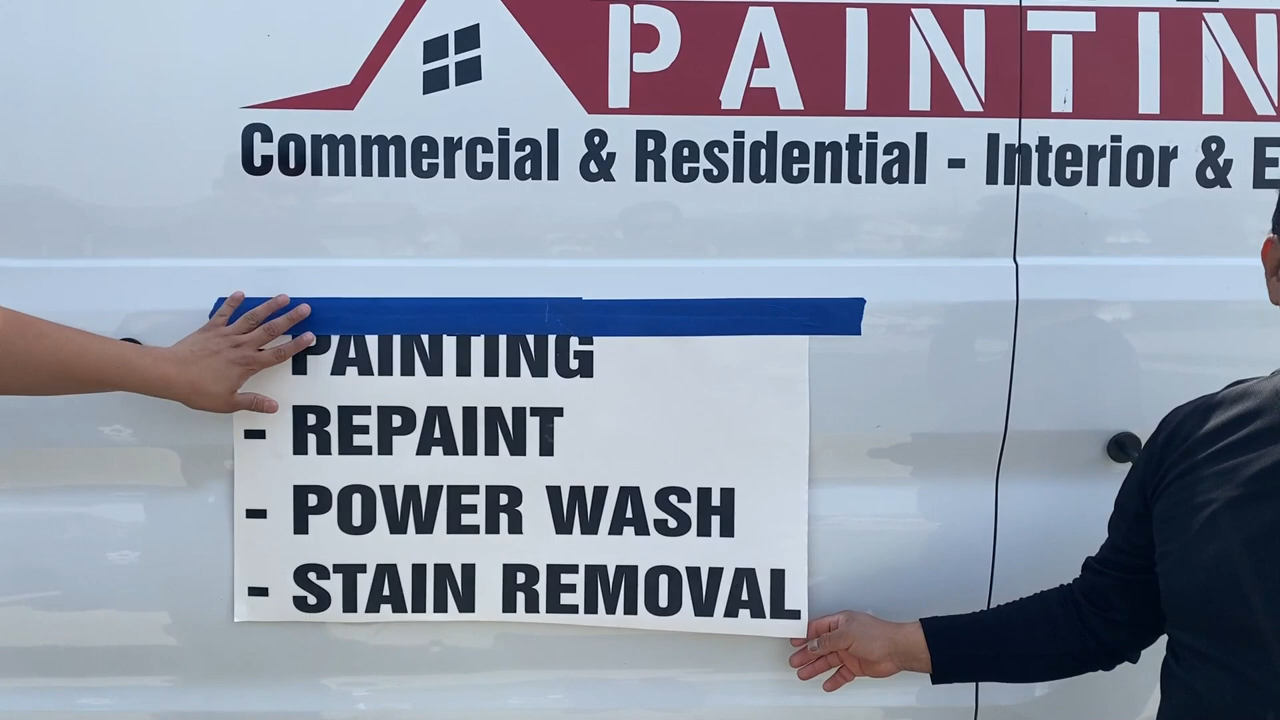 PAINTIN
Commercial & Residential - Interior & E
PAINTING
- REPAINT
- POWER WASH
- STAIN REMOVAL